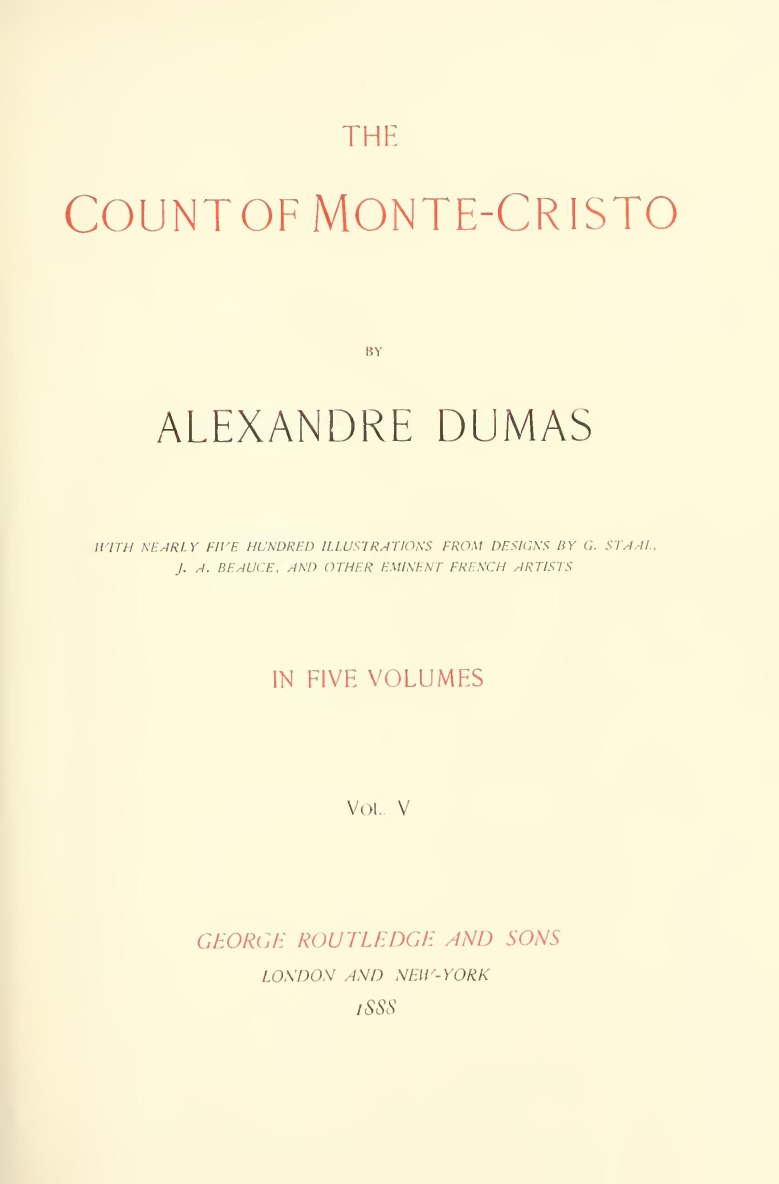 THE
COUNT OF MONTE-CRISTO
BY
ALEXANDRE DUMAS
WITH NEARLY FIVE HUNDRED ILLUSTRATIONS FROM DESIGNS BY G. STAAL,
J. A. BEAUCE, AND OTHER EMINENT FRENCH ARTISTS
IN FIVE VOLUMES
VOL. V
GEORGE ROUTLEDGE AND SONS
LONDON AND NEW-YORK
1888